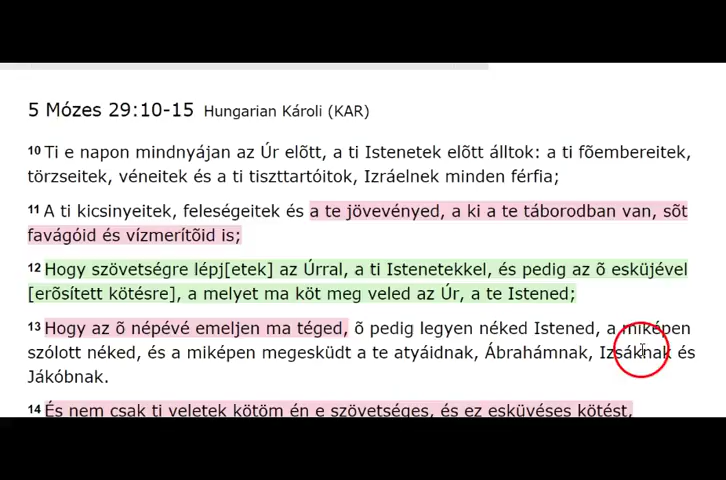 5 Mózes 29:10-15 Hungarian Károli (KAR)
10 Ti e napon mindnyájan az Úr elõtt, a ti Istenetek elõtt álltok: a ti fõembereitek,
törzseitek, véneitek és a ti tiszttartóitok, Izráelnek minden férfia;
11 A ti kicsinyeitek, feleségeitek és a te jövevényed, a ki a te táborodban van, sõt
favágóid és vízmerítõid is;
12 Hogy szövetségre lépj[etek] az Úrral, a ti Istenetekkel, és pedig az õ esküjével
[erõsített kötésre], a melyet ma köt meg veled az Úr, a te Istened;
13 Hogy az õ népévé emeljen ma téged, õ pedig legyen néked Istened, a miképen
szólott néked, és a miképen megesküdt a te atyáidnak, Ábrahámnak, Izsáknak és
Jákóbnak.
14 És nem csak ti veletek kötöm én e szövetséges, és ez esküvéses kötést,